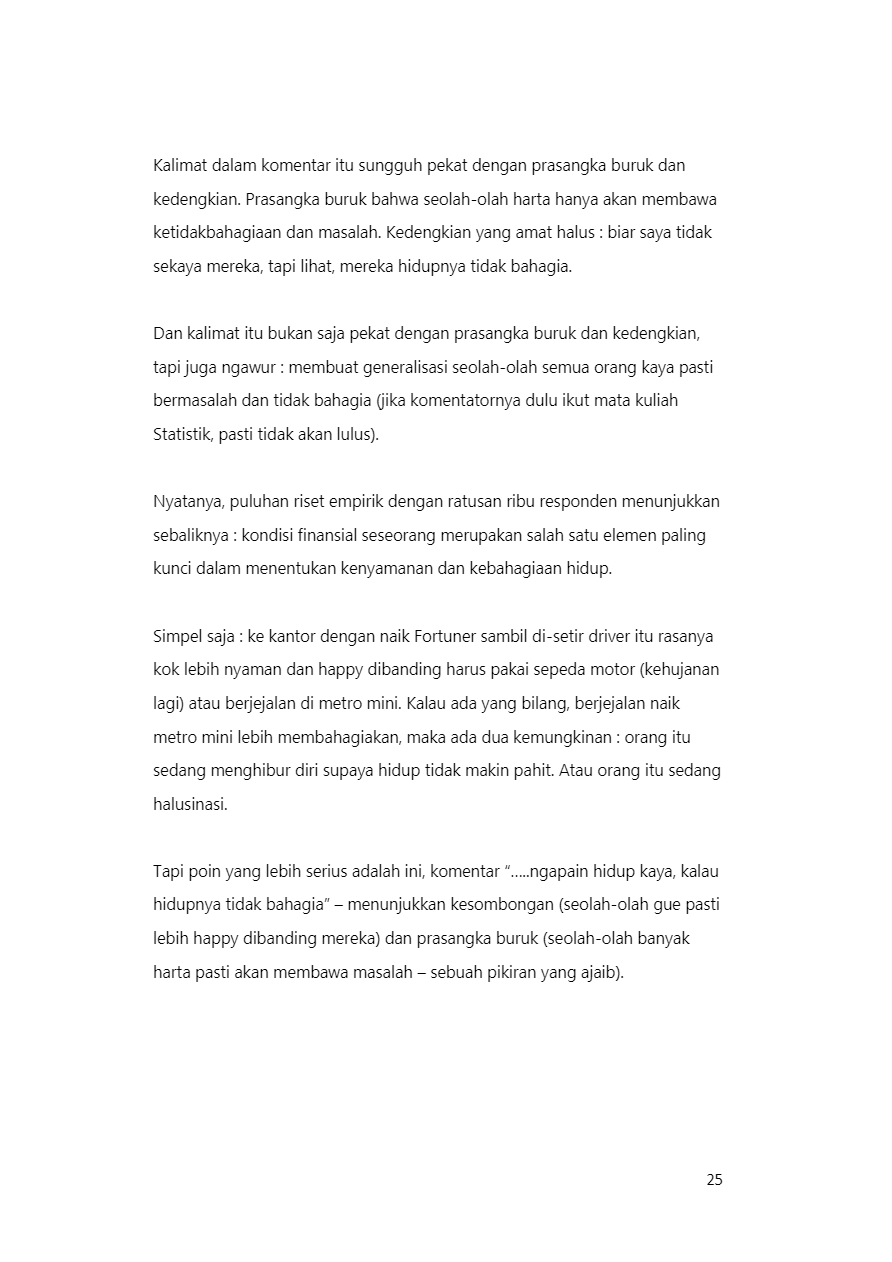 Kalimat dalam komentar itu sungguh pekat dengan prasangka buruk dan
kedengkian. Prasangka buruk bahwa seolah-olah harta hanya akan membawa
ketidakbahagiaan dan masalah. Kedengkian yang amat halus : biar saya tidak
sekaya mereka, tapi lihat, mereka hidupnya tidak bahagia.
Dan kalimat itu bukan saja pekat dengan prasangka buruk dan kedengkian,
tapi juga ngawur : membuat generalisasi seolah-olah semua orang kaya pasti
bermasalah dan tidak bahagia (jika komentatornya dulu ikut mata kuliah
Statistik, pasti tidak akan lulus).
Nyatanya, puluhan riset empirik dengan ratusan ribu responden menunjukkan
sebaliknya : kondisi finansial seseorang merupakan salah satu elemen paling
kunci dalam menentukan kenyamanan dan kebahagiaan hidup.
Simpel saja : ke kantor dengan naik Fortuner sambil di-setir driver itu rasanya
kok lebih nyaman dan happy dibanding harus pakai sepeda motor (kehujanan
lagi) atau berjejalan di metro mini. Kalau ada yang bilang, berjejalan naik
metro mini lebih membahagiakan, maka ada dua kemungkinan : orang itu
sedang menghibur diri supaya hidup tidak makin pahit. Atau orang itu sedang
halusinasi.
Tapi poin yang lebih serius adalah ini, komentar “…..ngapain hidup kaya, kalau
hidupnya tidak bahagia” – menunjukkan kesombongan (seolah-olah gue pasti
lebih happy dibanding mereka) dan prasangka buruk (seolah-olah banyak
harta pasti akan membawa masalah – sebuah pikiran yang ajaib).
25